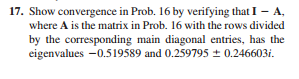 17. Show convergence in Prob. 16 by verifying that I − A,
where A is the matrix in Prob. 16 with the rows divided
by the corresponding main diagonal entries, has the
eigenvalues −0.519589 and 0.259795 ± 0.246603i.